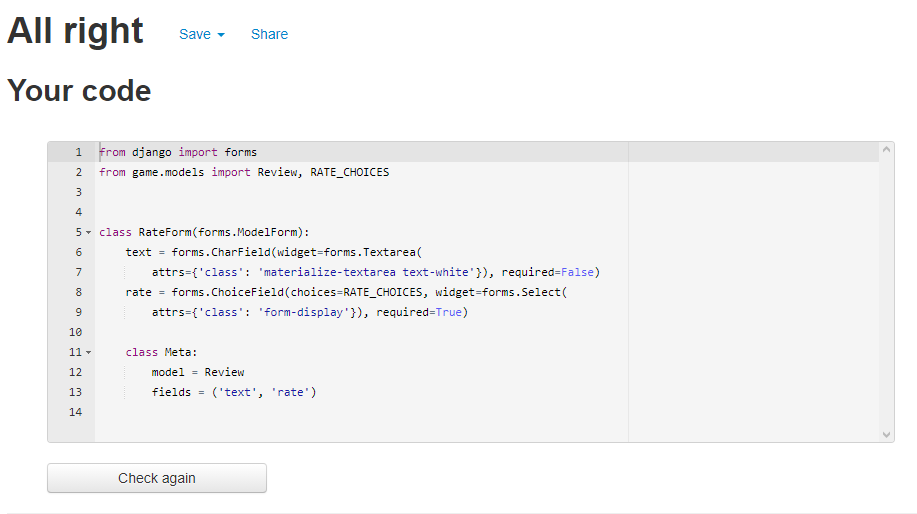 All right Save Share
Your code
1 from django import forms
2 from game.models import Review, RATE_CHOICES
3
4
5 class RateForm(forms.ModelForm):
6     text = forms.CharField(widget=forms.Textarea(
7         attrs={'class': 'materialize-textarea text-white'}), required=False)
8     rate = forms.ChoiceField(choices=RATE_CHOICES, widget=forms.Select(
9         attrs={'class': 'form-display'}), required=True)
10
11     class Meta:
12         model = Review
13         fields = ('text', 'rate')
14
Check again